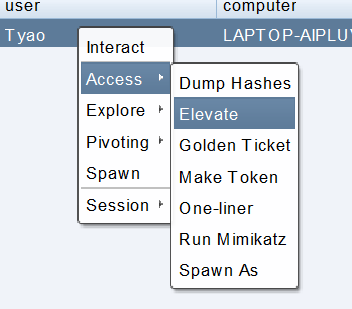 user computer
Tyao LAPTOP-AIPLU
Interact
Access
Explore
Pivoting
Spawn
Session
Dump Hashes
Elevate
Golden Ticket
Make Token
One-liner
Run Mimikatz
Spawn As